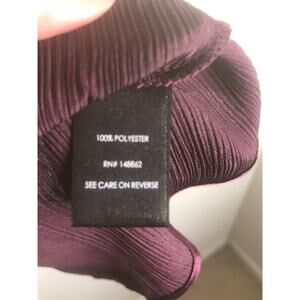 100% POLYESTER
RN# 148862
SEE CARE ON REVERSE